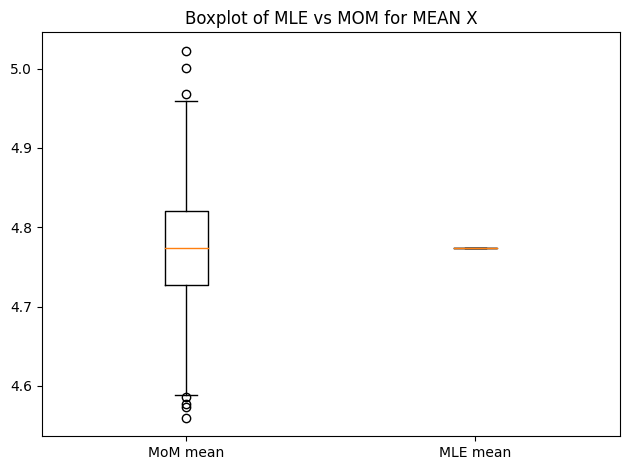 Boxplot of MLE vs MOM for MEAN X
5.0
4.9
4.8
4.7
4.6
MoM mean
MLE mean